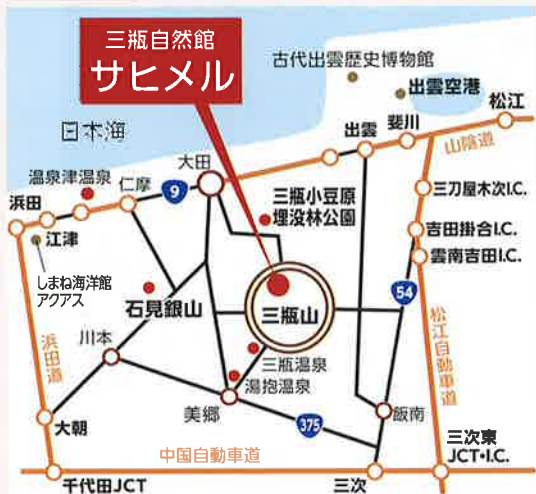 三瓶自然館
サヒメル
古代出雲歴史博物館
出雲空港
松江
斐川
出雲
山陰道
日本海
大田
温泉津温泉
仁摩
9
浜田
江津
三瓶小豆原
埋没林公園
三刀屋木次I.C.
吉田掛合I.C.
雲南吉田I.C.
しまね海洋館
アクアス
石見銀山
三瓶山
54
松江自動車道
川本
浜田道
三瓶温泉
湯抱温泉
美郷
飯南
大朝
375
中国自動車道
三次東
JCT・I.C.
千代田JCT
三次